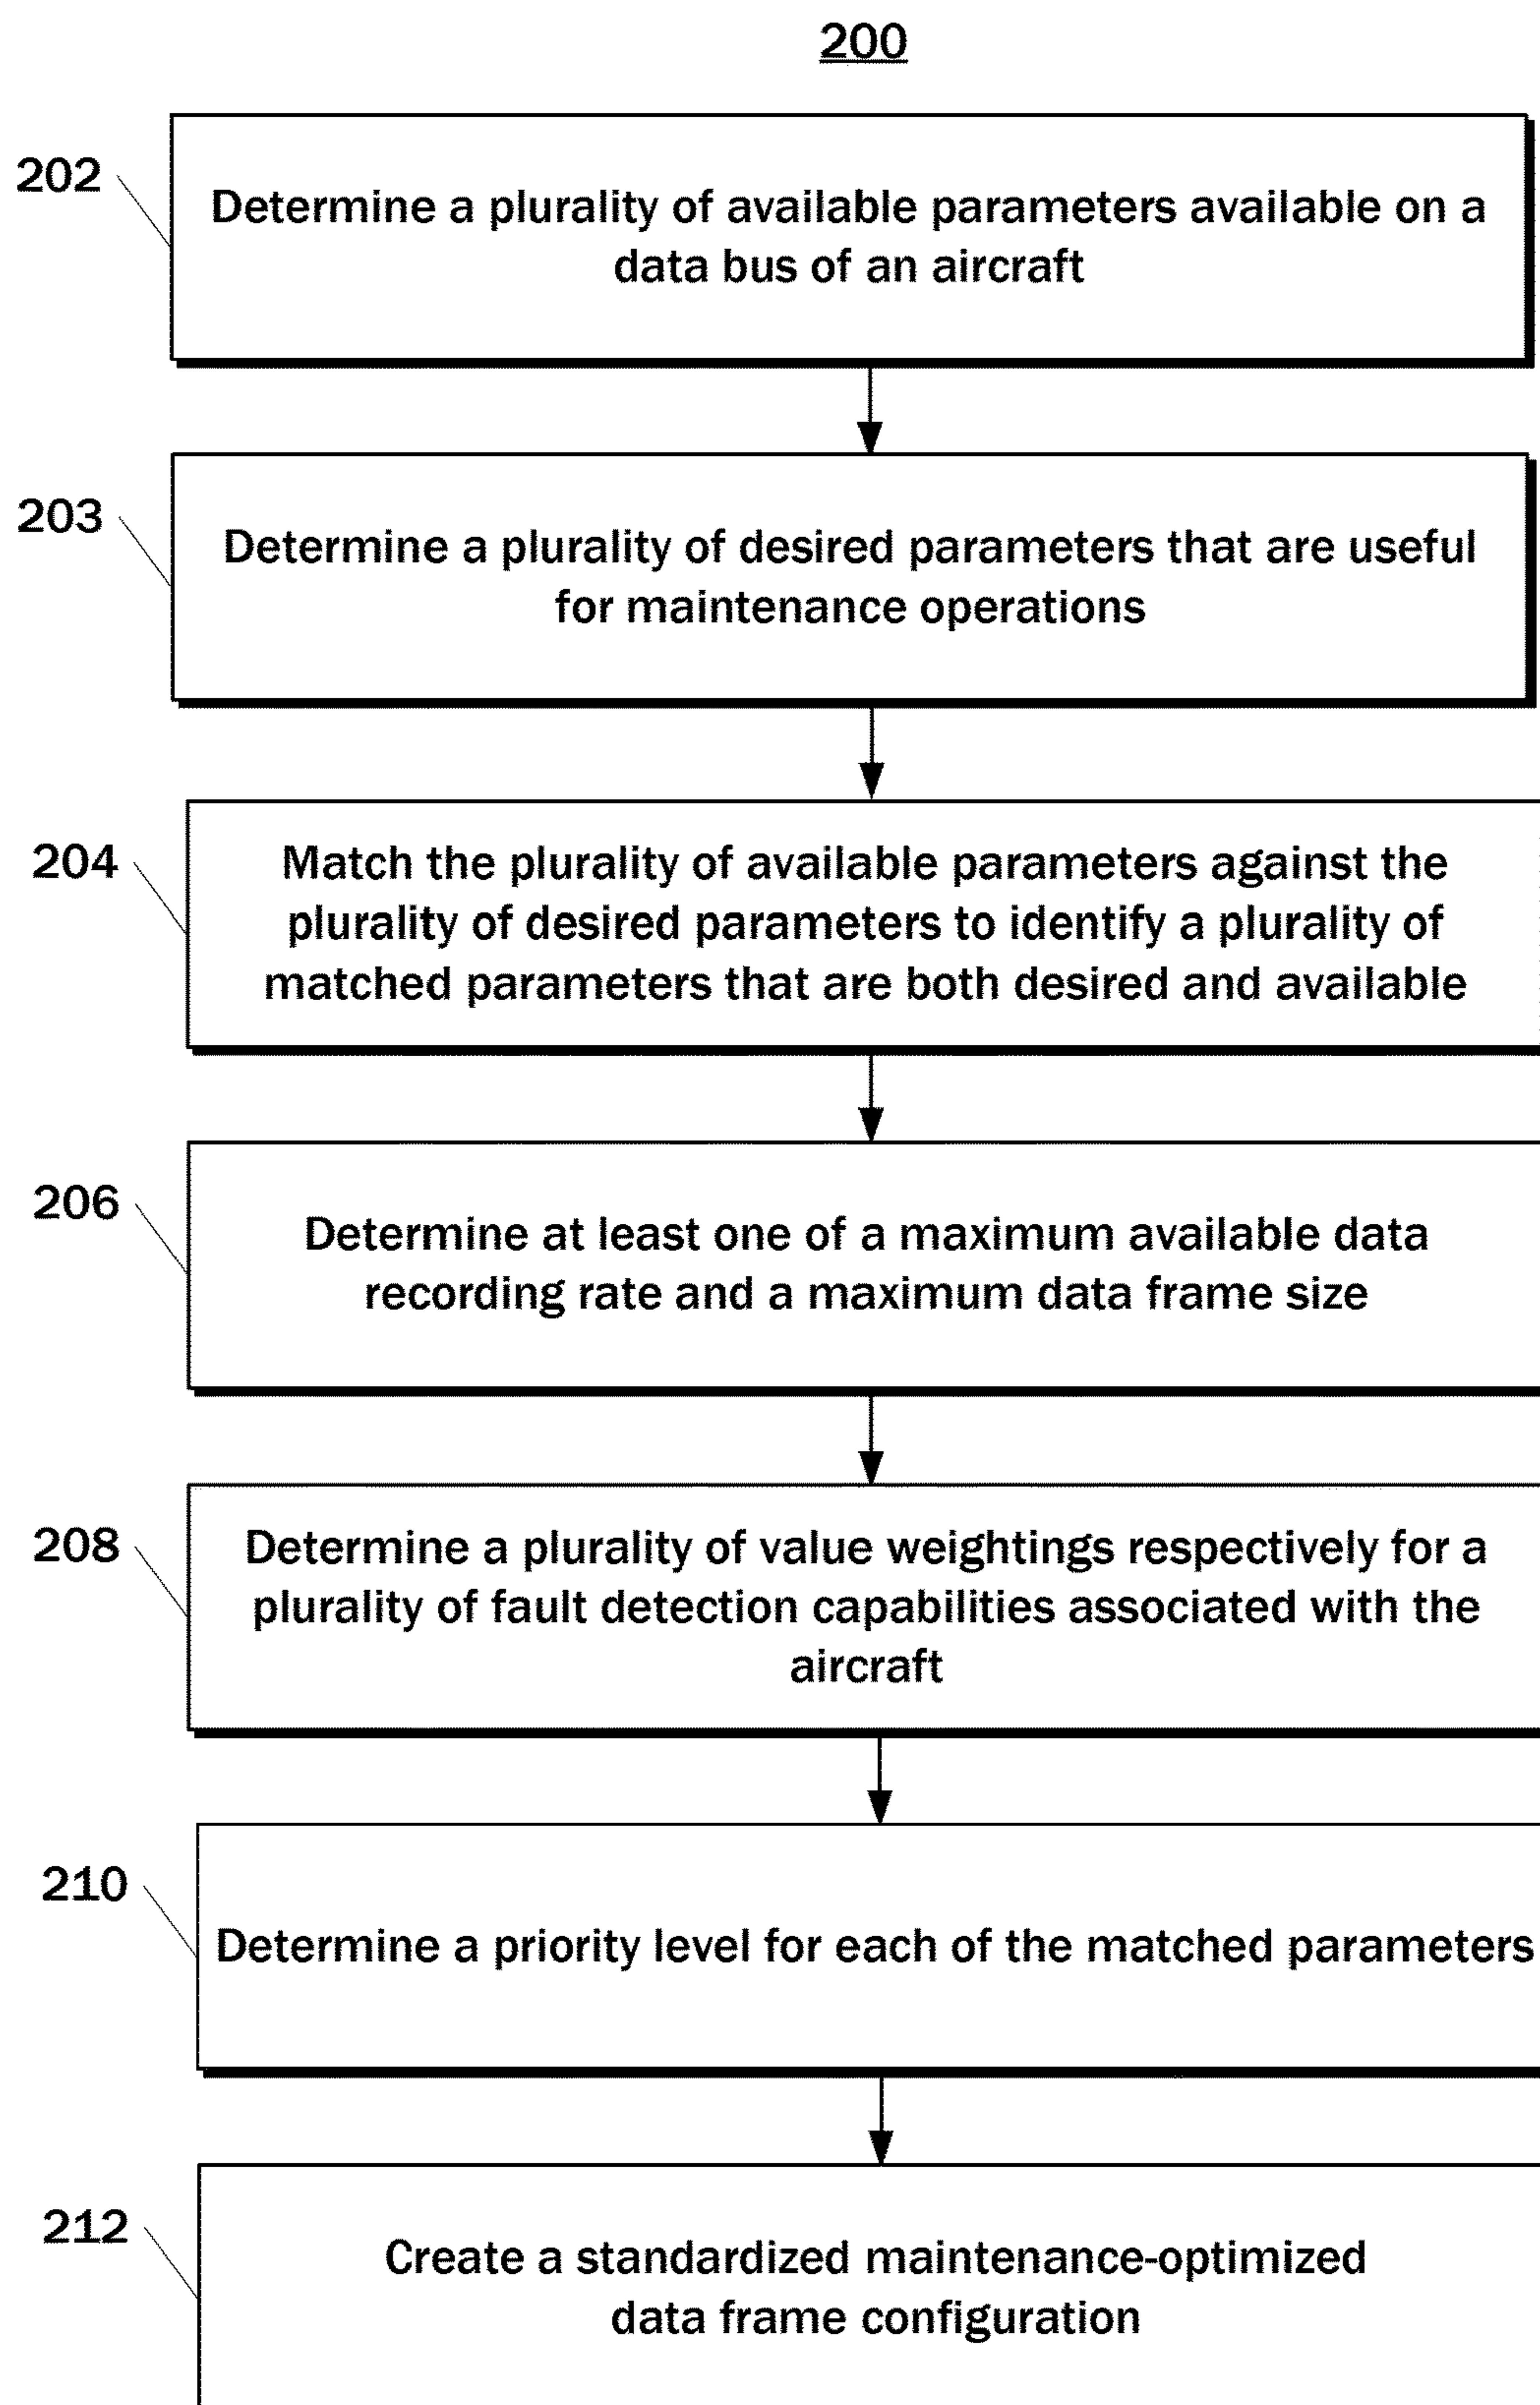 200
202
Determine a plurality of available parameters available on a
data bus of an aircraft
203
Determine a plurality of desired parameters that are useful
for maintenance operations
204
Match the plurality of available parameters against the
plurality of desired parameters to identify a plurality of
matched parameters that are both desired and available
206
Determine at least one of a maximum available data
recording rate and a maximum data frame size
208
Determine a plurality of value weightings respectively for a
plurality of fault detection capabilities associated with the
aircraft
210
Determine a priority level for each of the matched parameters
212
Create a standardized maintenance-optimized
data frame configuration